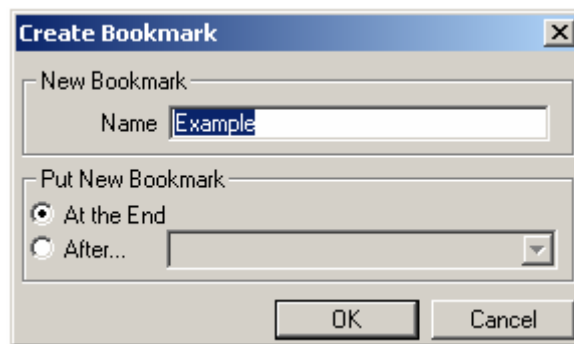 Create Bookmark
New Bookmark
Name Example
Put New Bookmark
At the End
After...
OK Cancel